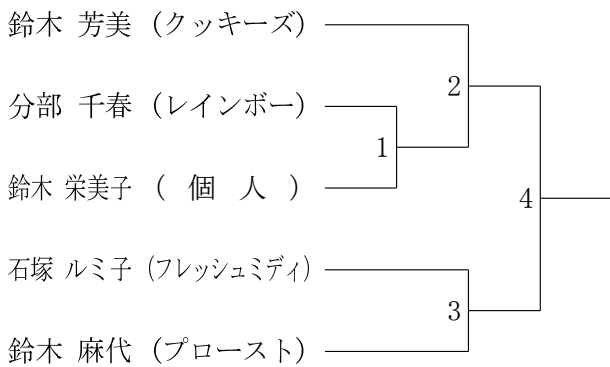 鈴木 芳美 (クッキーズ)
2
分部 千春 (レインボー)
1
鈴木 栄美子 ( 個 人 )
4
石塚 ルミ子 (フレッシュミディ)
3
鈴木 麻代 (プロースト)